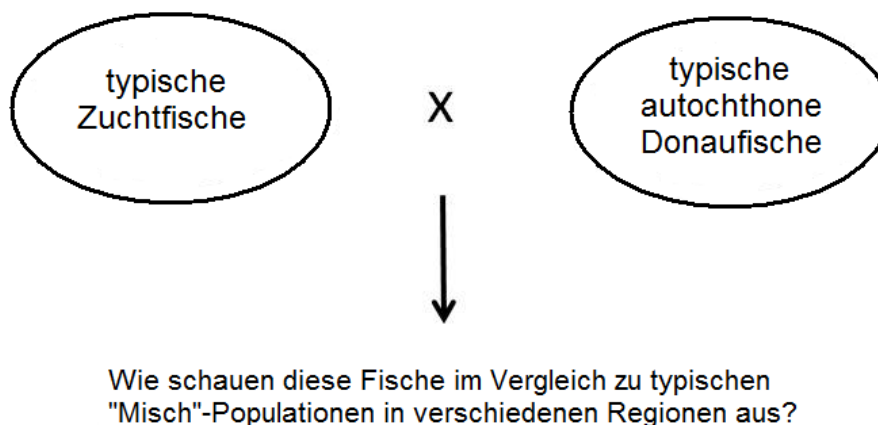 typische
Zuchtfische
X
typische
autochthone
Donaufische
Wie schauen diese Fische im Vergleich zu typischen
"Misch"-Populationen in verschiedenen Regionen aus?